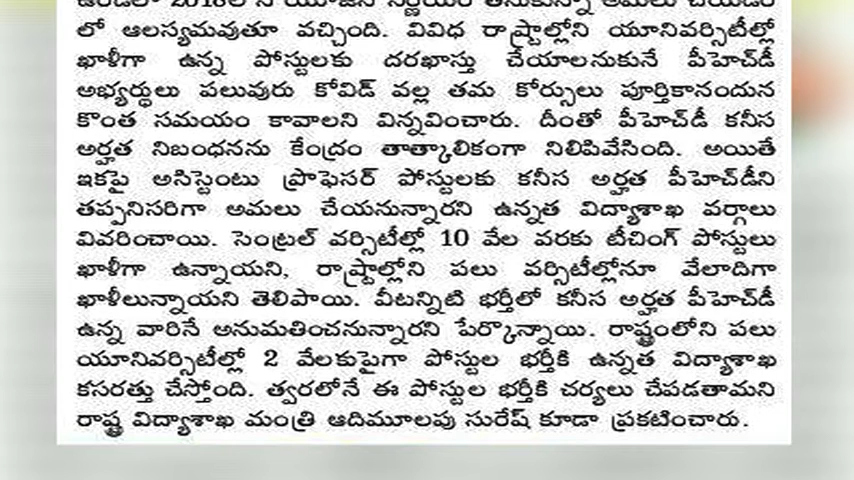 లో ఆలస్యమవుతూ వచ్చింది. వివిధ రాష్ట్రాల్లోని యూనివర్సిటీల్లో
ఖాళీగా ఉన్న పోస్టులకు దరఖాస్తు చేయాలనుకునే పీహెచ్‌డీ
అభ్యర్థులు పలువురు కోవిడ్ వల్ల తమ కోర్సులు పూర్తికానందున
కొంత సమయం కావాలని విన్నవించారు. దీంతో పీహెచ్‌డీ కనీస
అర్హత నిబంధనను కేంద్రం తాత్కాలికంగా నిలిపివేసింది. అయితే
ఇకపై అసిస్టెంటు ప్రొఫెసర్ పోస్టులకు కనీస అర్హత పీహెచ్‌డీని
తప్పనిసరిగా అమలు చేయనున్నారని ఉన్నత విద్యాశాఖ వర్గాలు
వివరించాయి. సెంట్రల్ వర్సిటీల్లో 10 వేల వరకు టీచింగ్ పోస్టులు
ఖాళీగా ఉన్నాయని, రాష్ట్రాల్లోని పలు వర్సిటీల్లోనూ వేలాదిగా
ఖాళీలున్నాయని తెలిపాయి. వీటన్నిటి భర్తీలో కనీస అర్హత పీహెచ్‌డీ
ఉన్న వారినే అనుమతించనున్నారని పేర్కొన్నాయి. రాష్ట్రంలోని పలు
యూనివర్సిటీల్లో 2 వేలకుపైగా పోస్టుల భర్తీకి ఉన్నత విద్యాశాఖ
కసరత్తు చేస్తోంది. త్వరలోనే ఈ పోస్టుల భర్తీకి చర్యలు చేపడతామని
రాష్ట్ర విద్యాశాఖ మంత్రి ఆదిమూలపు సురేష్ కూడా ప్రకటించారు.